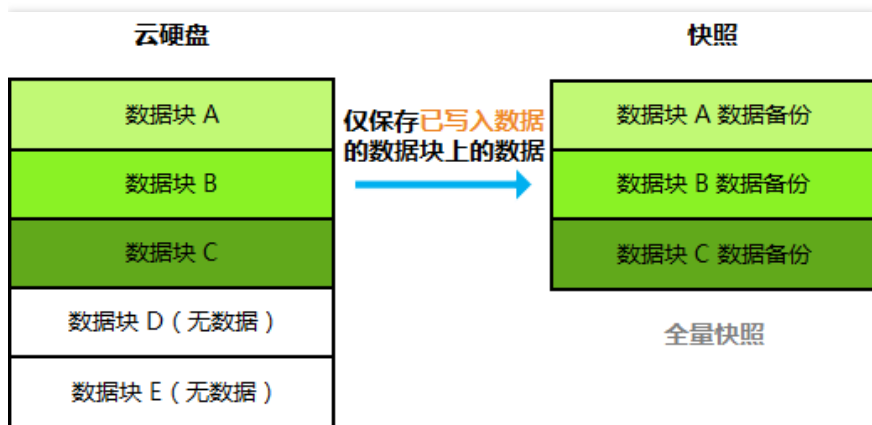 云硬盘
快照
数据块 A
数据块 B
数据块 C
数据块 D（无数据）
数据块 E（无数据）
仅保存已写入数据
的数据块上的数据
数据块 A 数据备份
数据块 B 数据备份
数据块 C 数据备份
全量快照